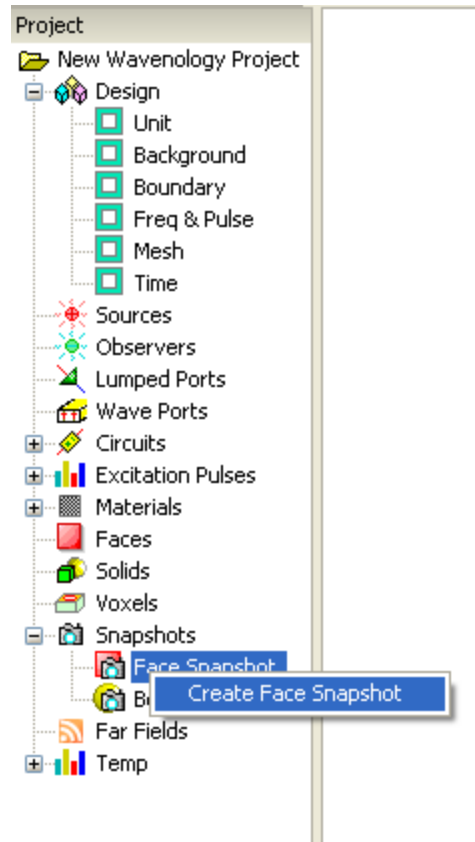 Project
New Wavenology Project
Design
Unit
Background
Boundary
Freq & Pulse
Mesh
Time
Sources
Observers
Lumped Ports
Wave Ports
Circuits
Excitation Pulses
Materials
Faces
Solids
Voxels
Snapshots
Face Snapshot
Create Face Snapshot
Far Fields
Temp